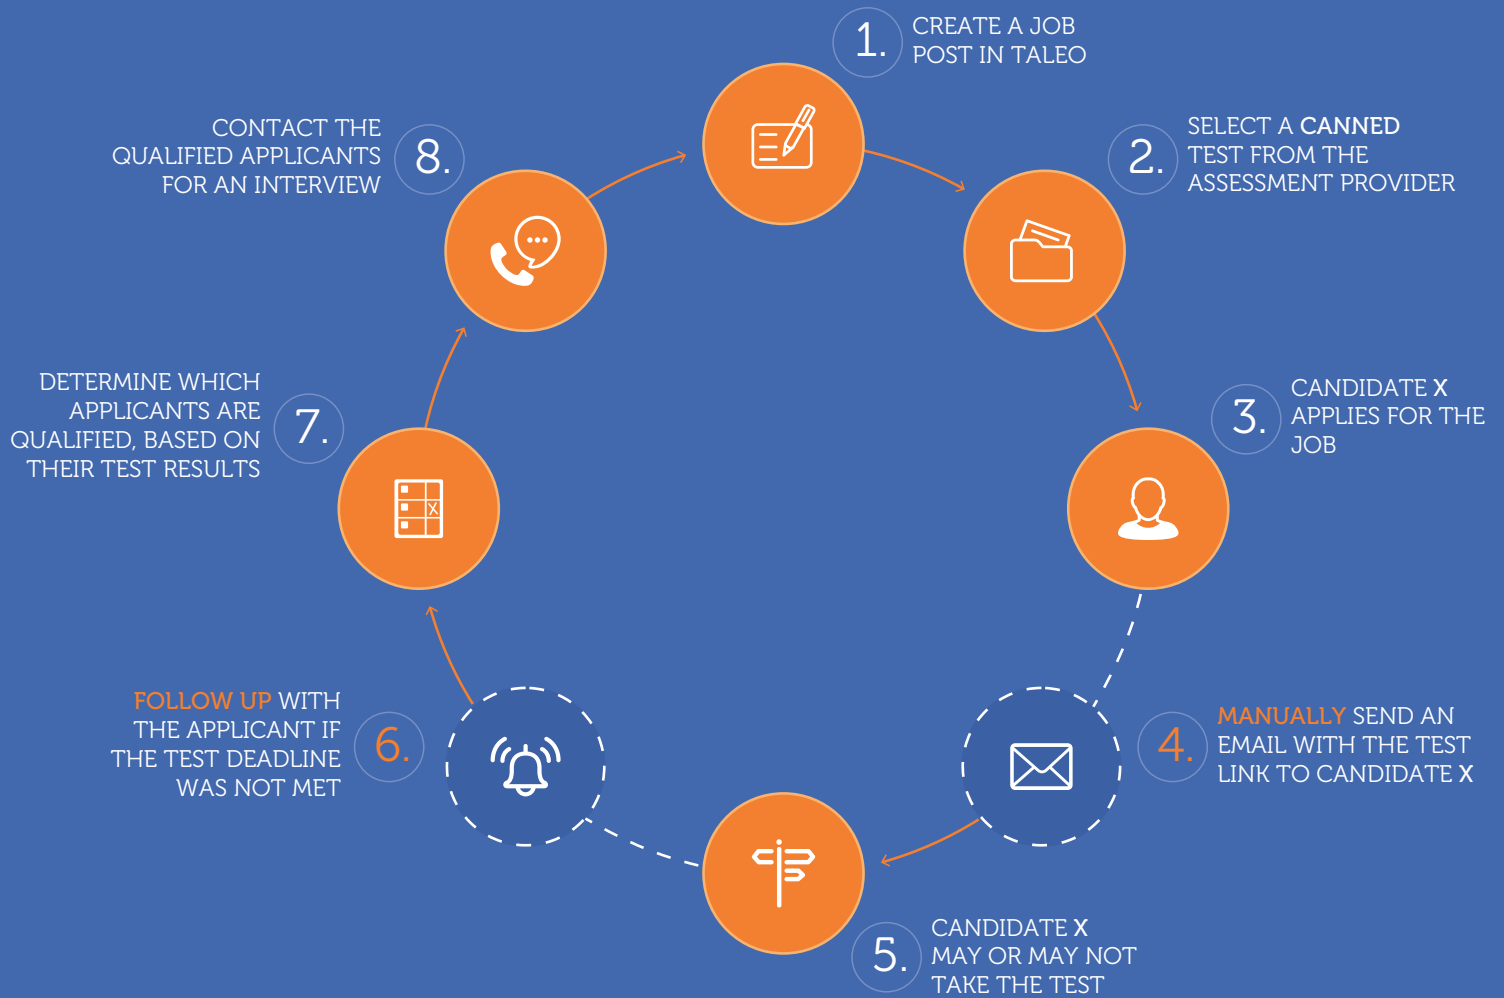 1.
CREATE A JOB
POST IN TALEO
2.
SELECT A CANNED
TEST FROM THE
ASSESSMENT PROVIDER
3.
CANDIDATE X
APPLIES FOR THE
JOB
4.
MANUALLY SEND AN
EMAIL WITH THE TEST
LINK TO CANDIDATE X
5.
CANDIDATE X
MAY OR MAY NOT
TAKE THE TEST
6.
FOLLOW UP WITH
THE APPLICANT IF
THE TEST DEADLINE
WAS NOT MET
7.
DETERMINE WHICH
APPLICANTS ARE
QUALIFIED, BASED ON
THEIR TEST RESULTS
X
8.
CONTACT THE
QUALIFIED APPLICANTS
FOR AN INTERVIEW